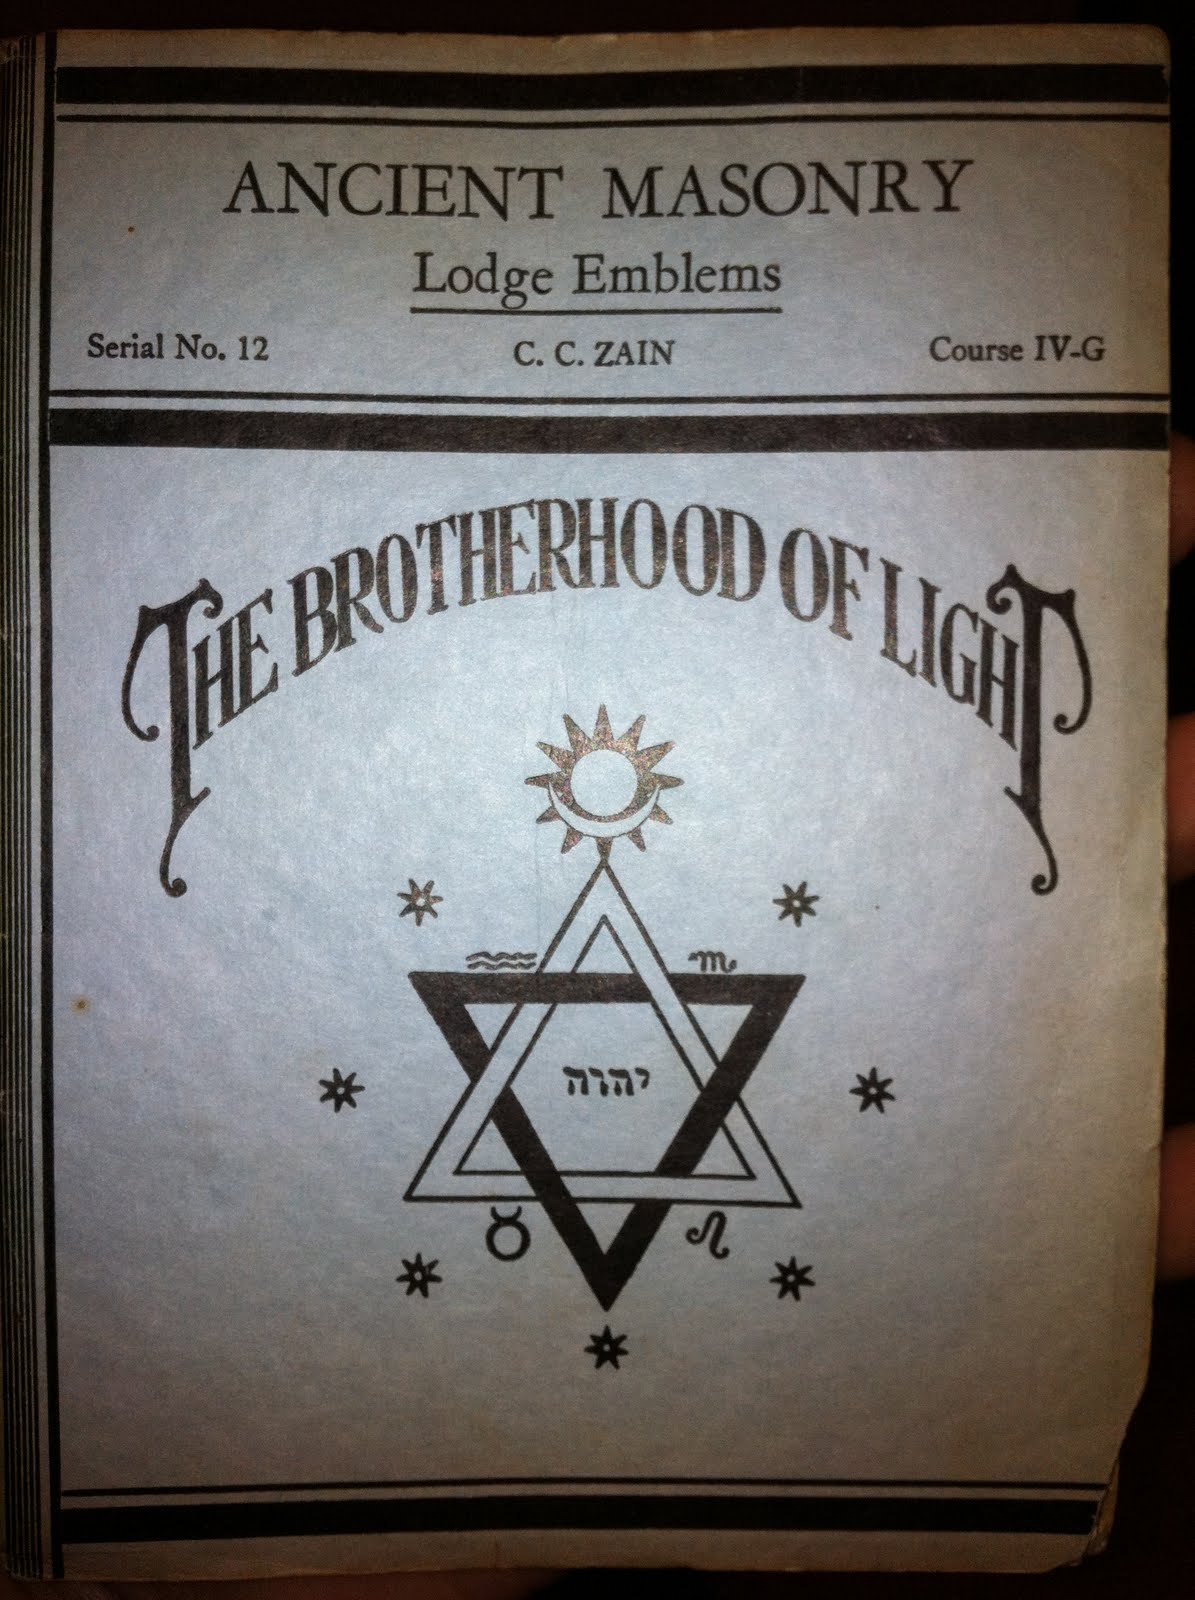 ANCIENT MASONRY
Lodge Emblems
Serial No. 12 C. C. ZAIN Course IV-G
THE BROTHERHOOD OF LIGHT
♒ ♏
יהוה
♉ ♌